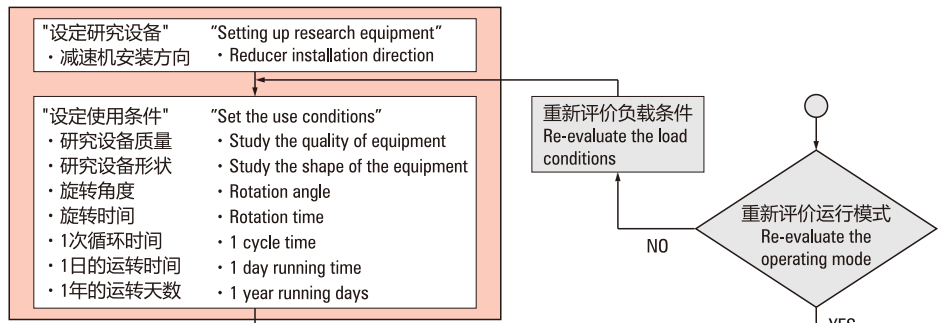 "设定研究设备" "Setting up research equipment"
・减速机安装方向 ・Reducer installation direction
"设定使用条件" "Set the use conditions"
・研究设备质量 ・Study the quality of equipment
・研究设备形状 ・Study the shape of the equipment
・旋转角度 ・Rotation angle
・旋转时间 ・Rotation time
・1次循环时间 ・1 cycle time
・1日的运转时间 ・1 day running time
・1年的运转天数 ・1 year running days
重新评价负载条件
Re-evaluate the load
conditions
重新评价运行模式
Re-evaluate the
operating mode
NO
YES